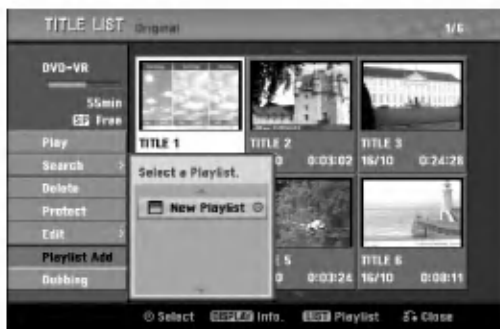 TITLE LIST Original 1/6
DVD-VR
55min
SP Free
Play
Search
Delete
Protect
Edit
Playlist Add
Dubbing
TITLE 1
TITLE 2
0 0:03:02
TITLE 3
16/10 0:24:28
Select a Playlist.
New Playlist
E 5
0 0:03:24
TITLE 6
16/10 0:08:11
Select DISPLAY Info. LIST Playlist Close